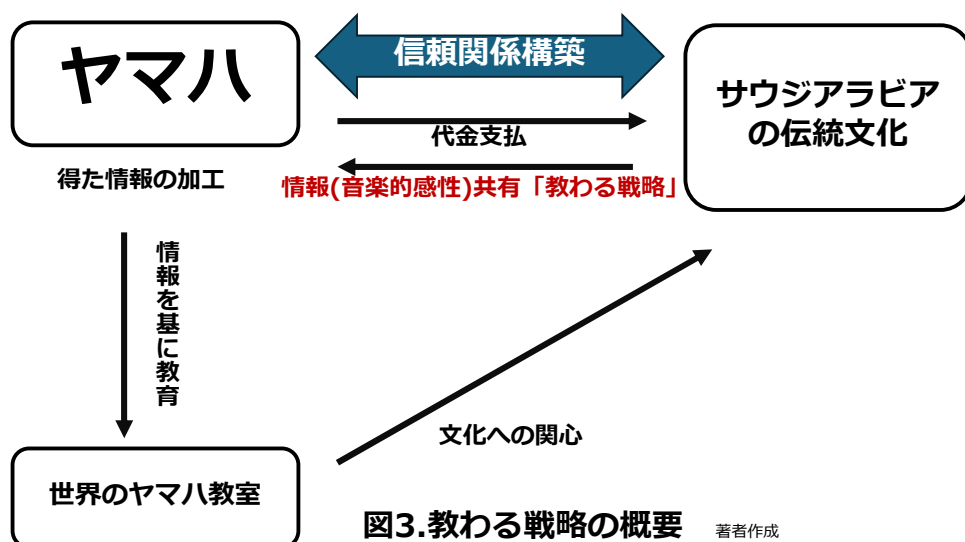 ヤマハ
信頼関係構築
サウジアラビア
の伝統文化
代金支払
得た情報の加工
情報(音楽的感性)共有「教わる戦略」
情報を基に教育
文化への関心
世界のヤマハ教室
図3.教わる戦略の概要 著者作成